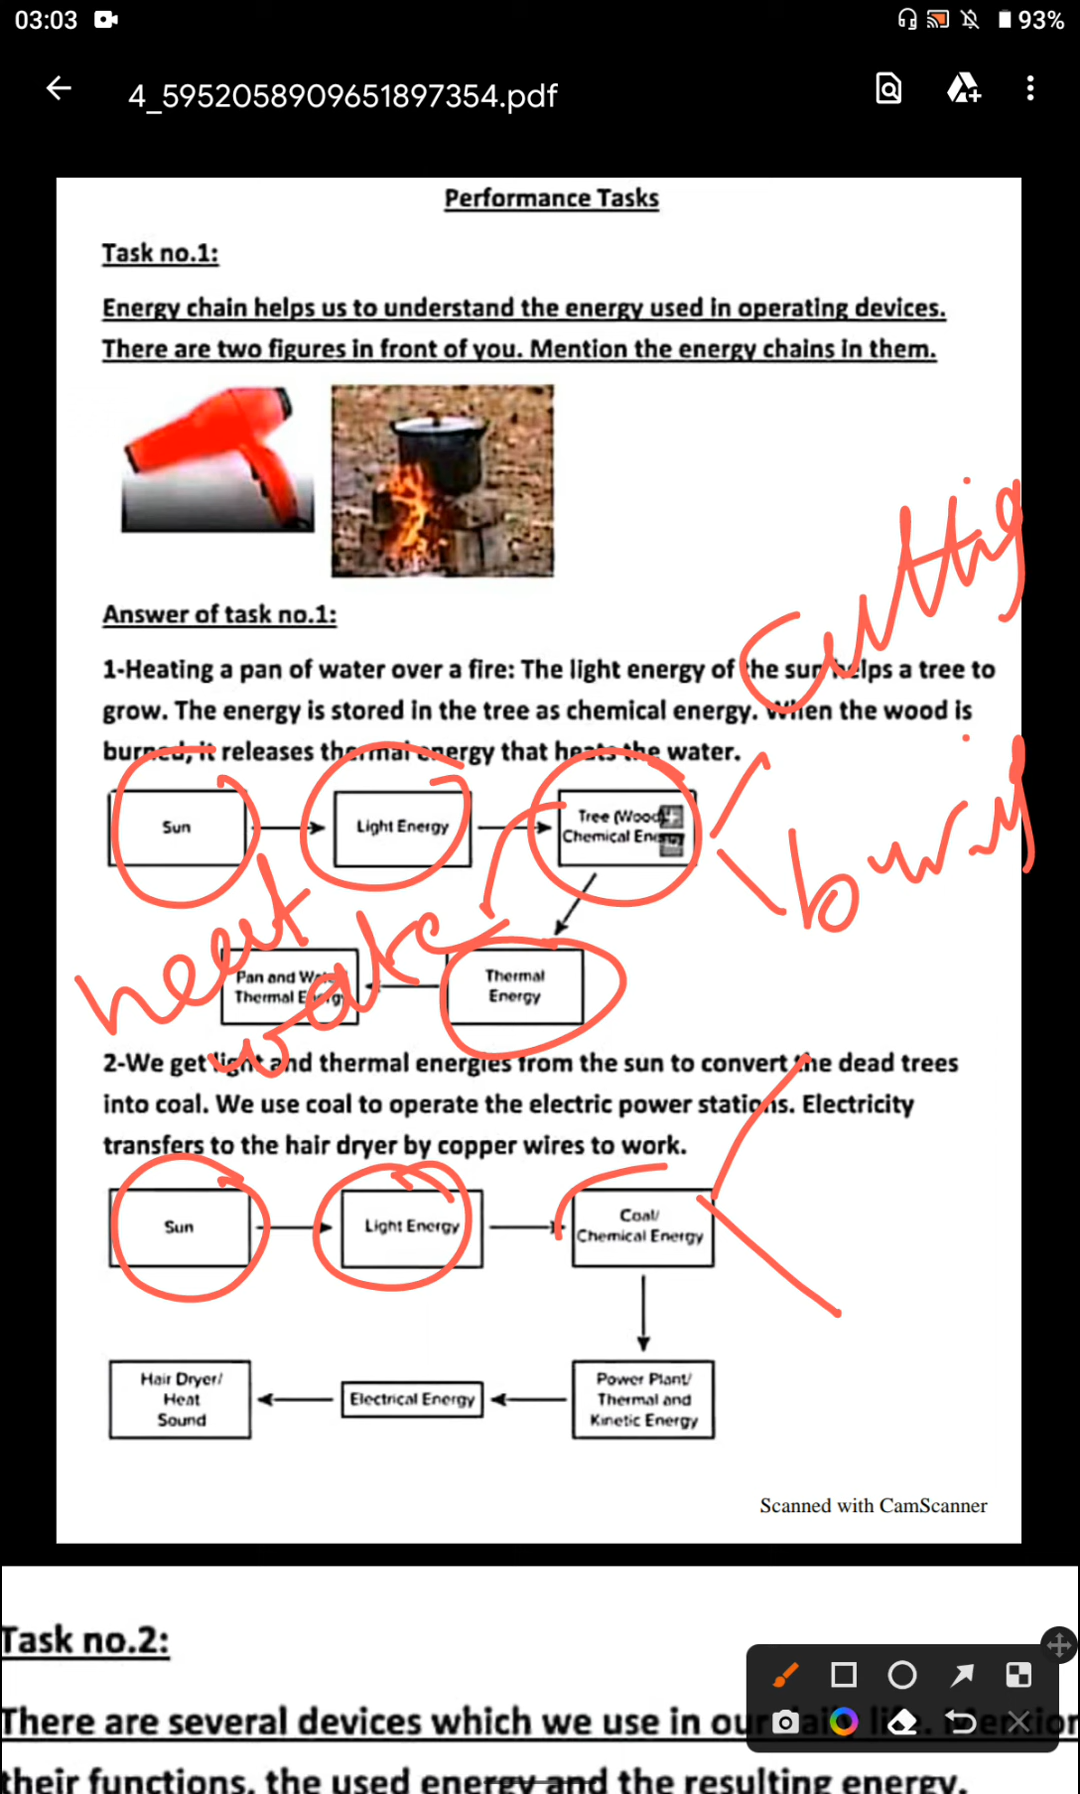 03:03
93%
4_5952058909651897354.pdf
Performance Tasks
Task no.1:
Energy chain helps us to understand the energy used in operating devices.
There are two figures in front of you. Mention the energy chains in them.
Answer of task no.1:
1-Heating a pan of water over a fire: The light energy of the sun helps a tree to
grow. The energy is stored in the tree as chemical energy. When the wood is
burned, it releases thermal energy that heats the water.
Sun
Light Energy
Tree (Wood)
Chemical Energy
Thermal
Energy
Pan and Water
Thermal Energy
2-We get light and thermal energies from the sun to convert the dead trees
into coal. We use coal to operate the electric power stations. Electricity
transfers to the hair dryer by copper wires to work.
Sun
Light Energy
Coal/
Chemical Energy
Power Plant/
Thermal and
Kinetic Energy
Electrical Energy
Hair Dryer/
Heat
Sound
Scanned with CamScanner
Task no.2:
There are several devices which we use in our daily life. Mention
their functions, the used energy and the resulting energy.